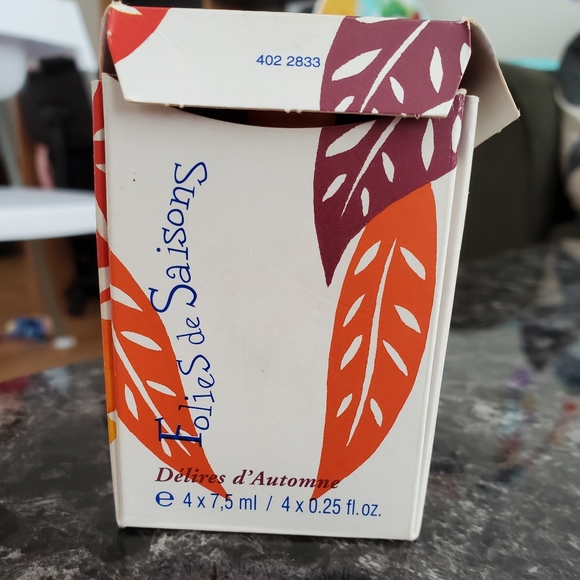 402 2833
Folies de Saisons
Délires d'Automne
℮ 4 x 7,5 ml / 4 x 0.25 fl.oz.